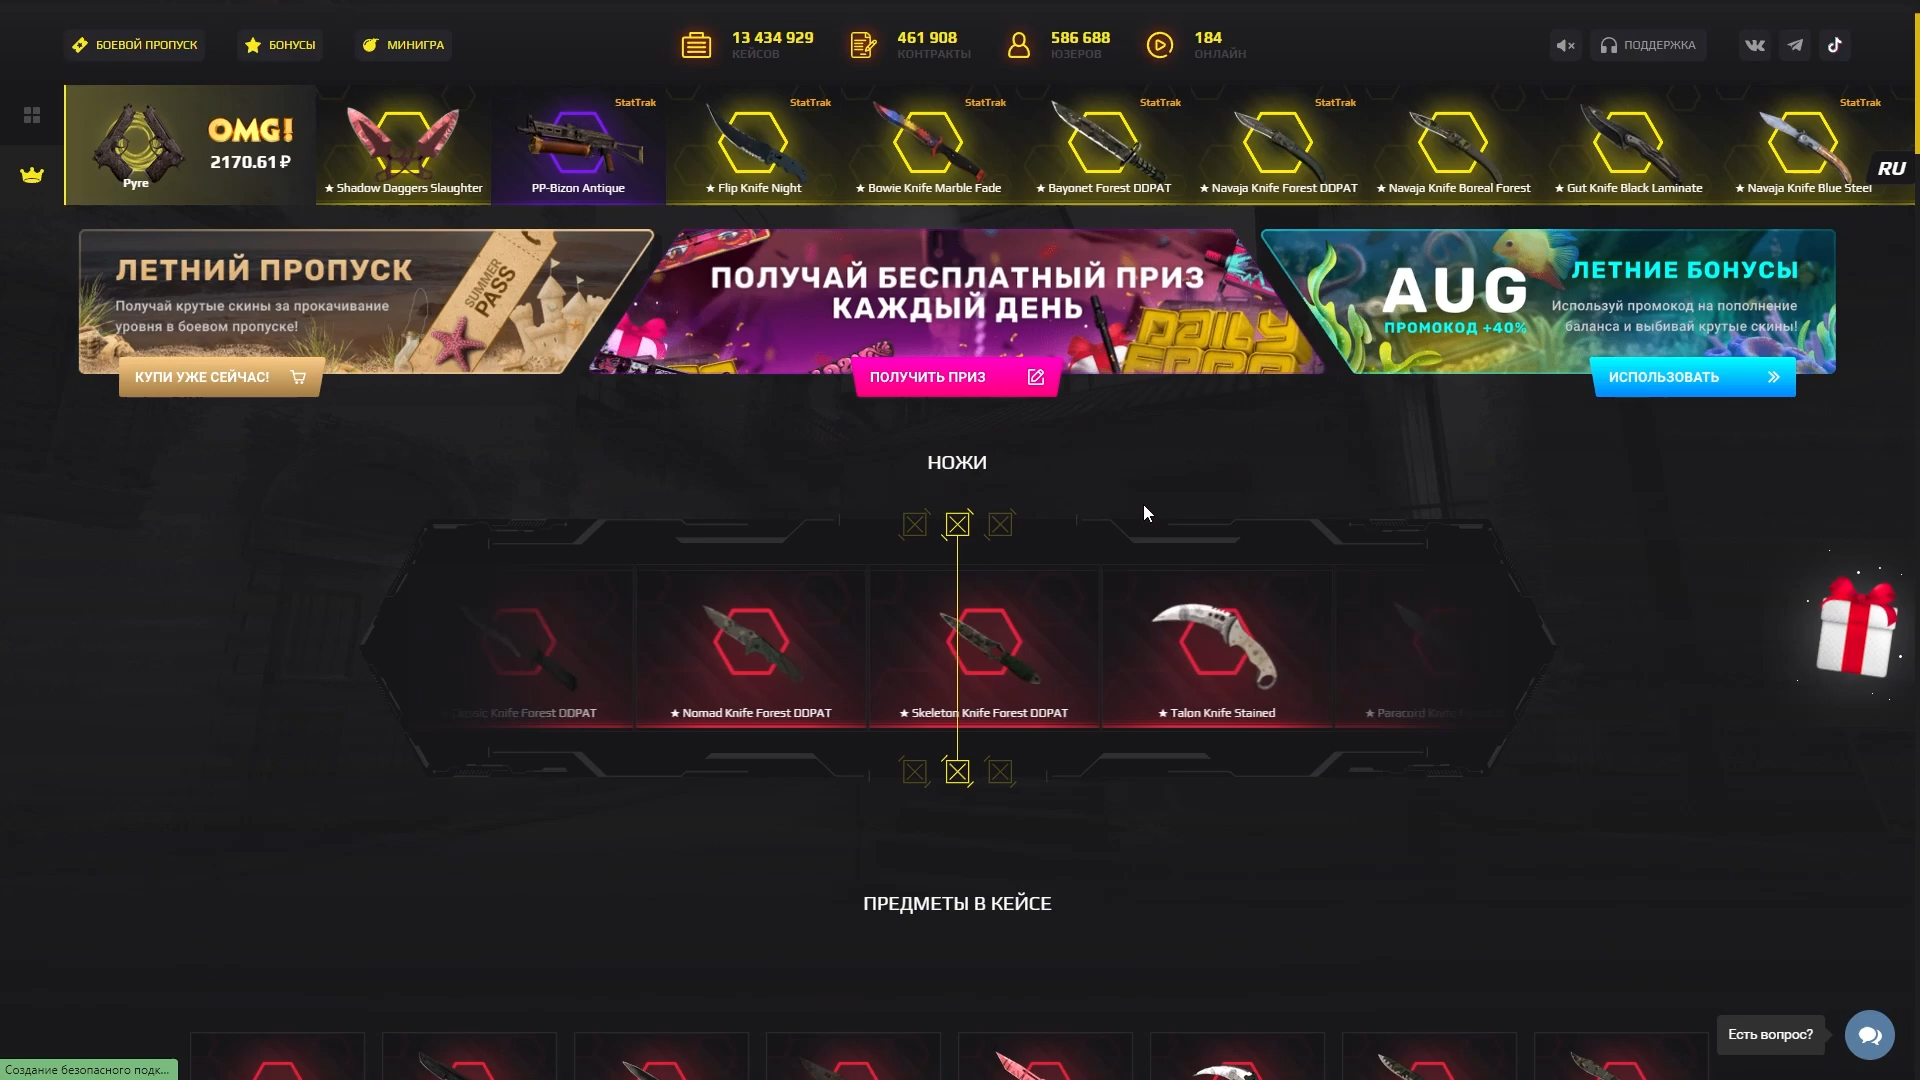 БОЕВОЙ ПРОПУСК
БОНУСЫ
МИНИГРА
13 434 929
КЕЙСОВ
461 908
КОНТРАКТЫ
586 688
ЮЗЕРОВ
184
ОНЛАЙН
ПОДДЕРЖКА
OMG!
2170.61 ₽
Pyre
★ Shadow Daggers Slaughter
StatTrak
PP-Bizon Antique
StatTrak
★ Flip Knife Night
StatTrak
★ Bowie Knife Marble Fade
StatTrak
★ Bayonet Forest DDPAT
StatTrak
★ Navaja Knife Forest DDPAT
★ Navaja Knife Boreal Forest
★ Gut Knife Black Laminate
StatTrak
★ Navaja Knife Blue Steel
RU
ЛЕТНИЙ ПРОПУСК
Получай крутые скины за прокачивание
уровня в боевом пропуске!
SUMMER
PASS
КУПИ УЖЕ СЕЙЧАС!
ПОЛУЧАЙ БЕСПЛАТНЫЙ ПРИЗ
КАЖДЫЙ ДЕНЬ
DAILY
FREE
ПОЛУЧИТЬ ПРИЗ
AUG
ПРОМОКОД +40%
ЛЕТНИЕ БОНУСЫ
Используй промокод на пополнение
баланса и выбивай крутые скины!
ИСПОЛЬЗОВАТЬ
НОЖИ
Knife Forest DDPAT
★ Nomad Knife Forest DDPAT
★ Skeleton Knife Forest DDPAT
★ Talon Knife Stained
★ Paracord Knife
ПРЕДМЕТЫ В КЕЙСЕ
Есть вопрос?
Создание безопасного подк...